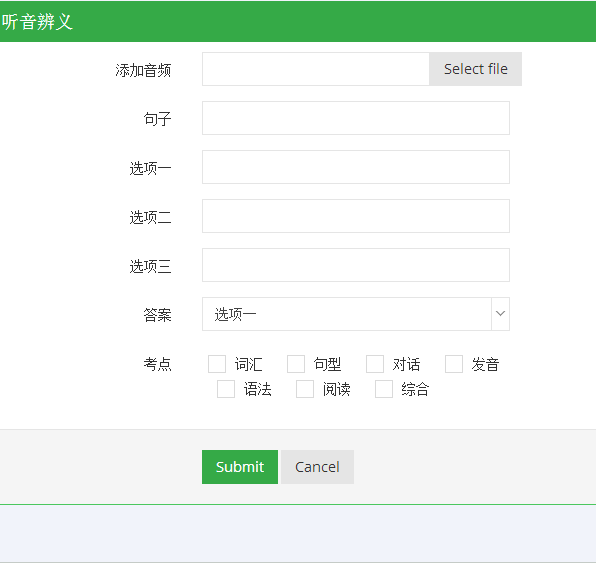 听音辨义
添加音频 Select file
句子
选项一
选项二
选项三
答案 选项一
考点 词汇 句型 对话 发音
语法 阅读 综合
Submit Cancel